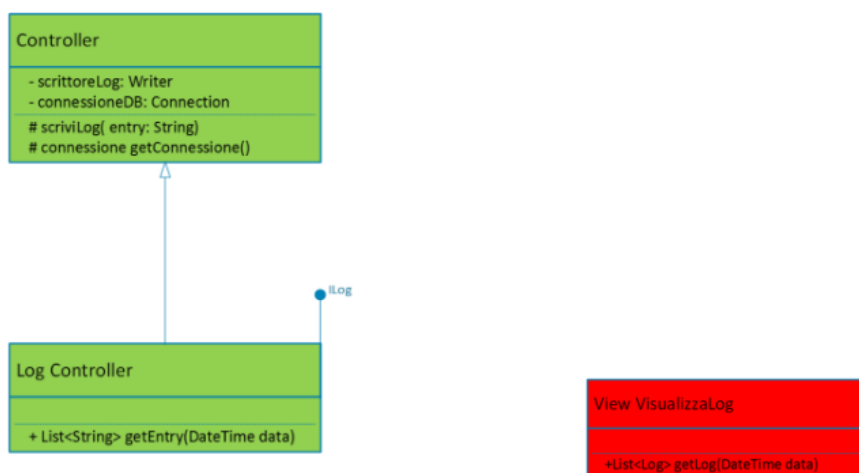 Controller
- scrittoreLog: Writer
- connessioneDB: Connection
# scriviLog( entry: String)
# connessione getConnessione()
ILog
Log Controller
+ List<String> getEntry(DateTime data)
View VisualizzaLog
+List<Log> getLog(DateTime data)